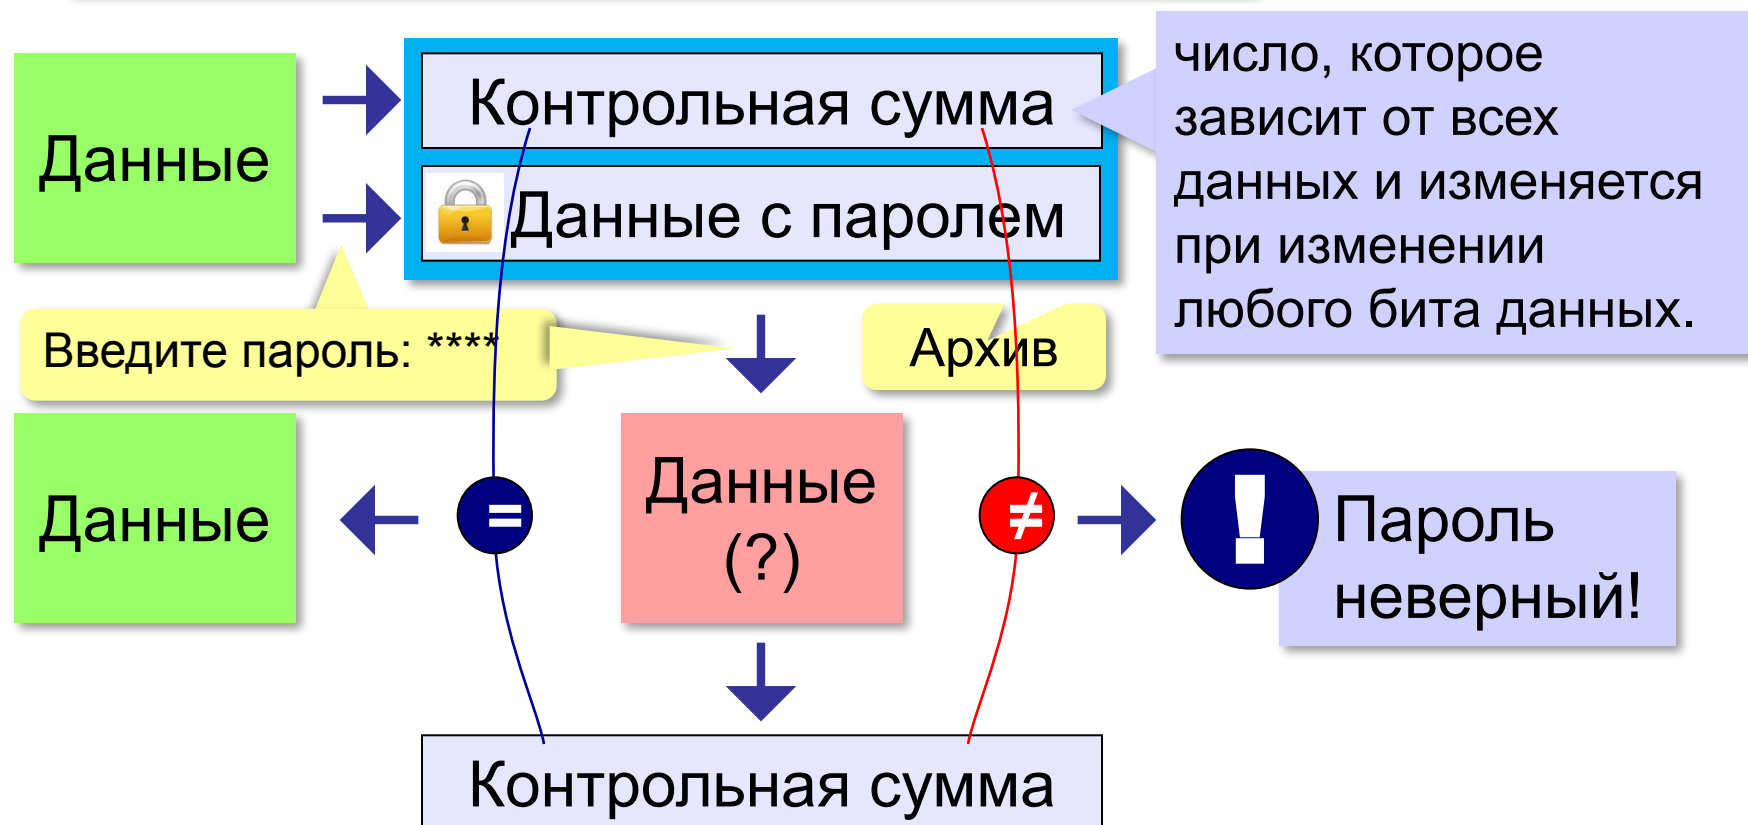 Данные
Контрольная сумма
Данные с паролем
число, которое
зависит от всех
данных и изменяется
при изменении
любого бита данных.
Введите пароль: ****
Архив
Данные
=
Данные
(?)
≠
!
Пароль
неверный!
Контрольная сумма